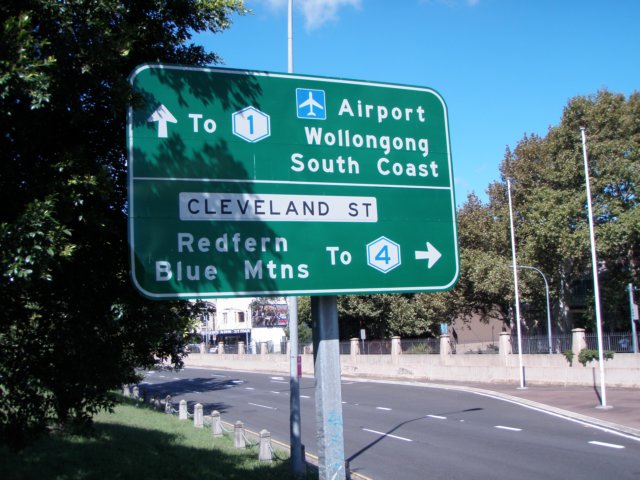 To 1 Airport
Wollongong
South Coast
CLEVELAND ST
Redfern
Blue Mtns To 4